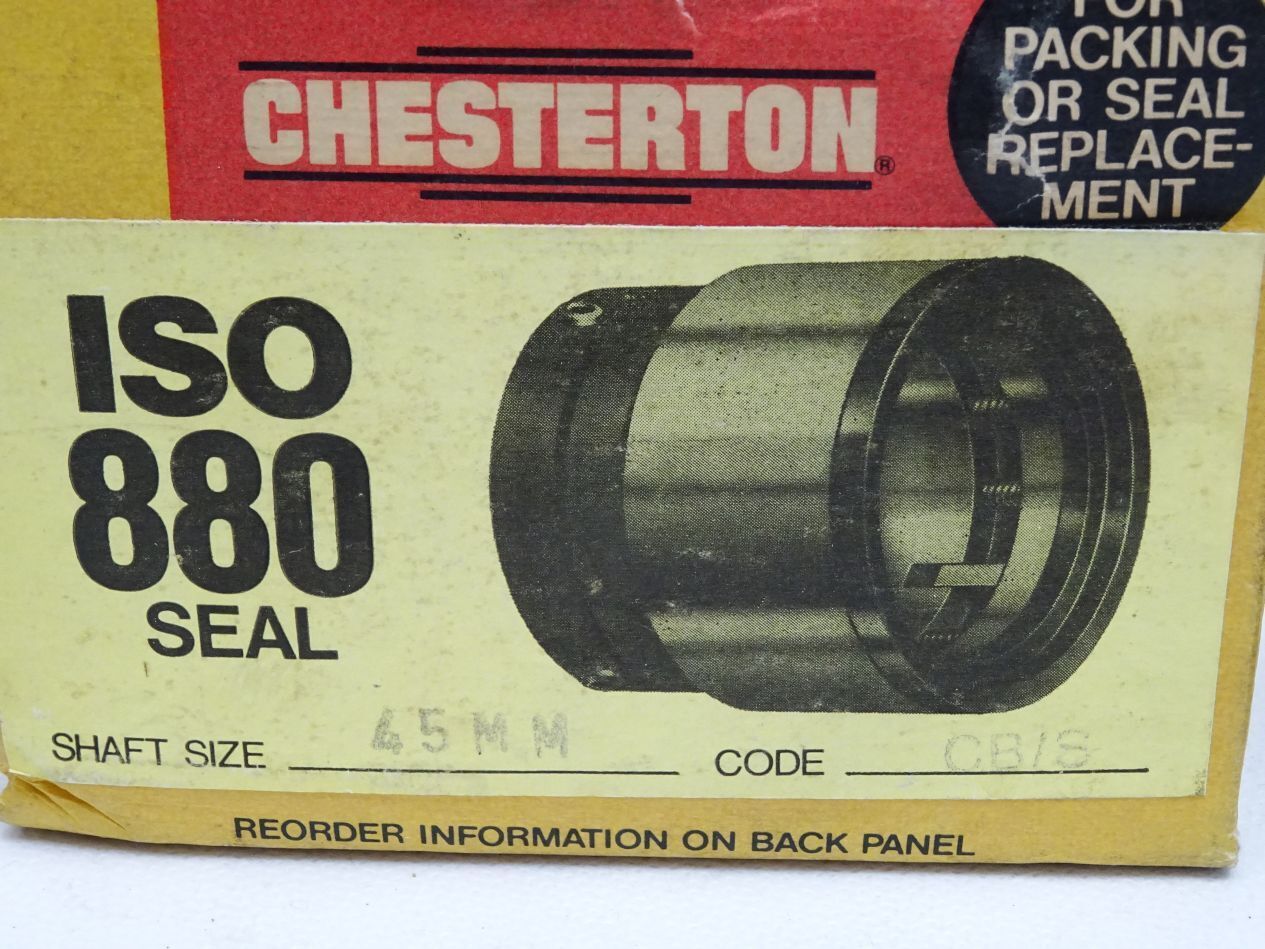 CHESTERTON®
FOR
PACKING
OR SEAL
REPLACE-
MENT
ISO
880
SEAL
SHAFT SIZE 45MM CODE CB/S
REORDER INFORMATION ON BACK PANEL